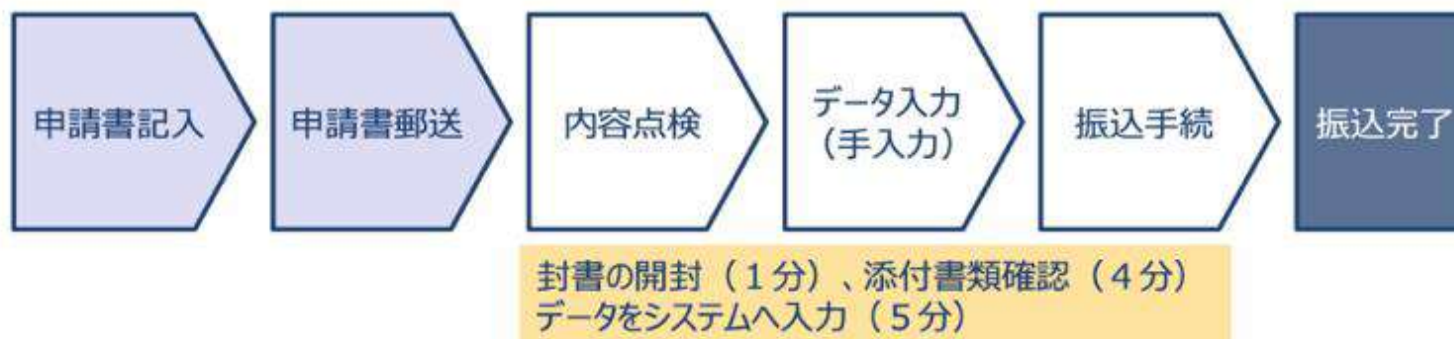 申請書記入
申請書郵送
内容点検
データ入力
（手入力）
振込手続
振込完了
封書の開封（１分）、添付書類確認（４分）
データをシステムへ入力（５分）